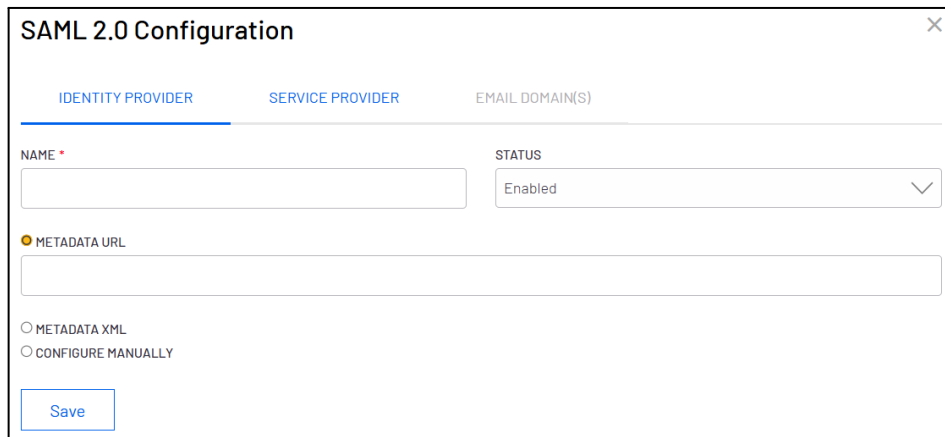 SAML 2.0 Configuration
IDENTITY PROVIDER SERVICE PROVIDER EMAIL DOMAIN(S)
NAME * STATUS
Enabled
METADATA URL
METADATA XML
CONFIGURE MANUALLY
Save